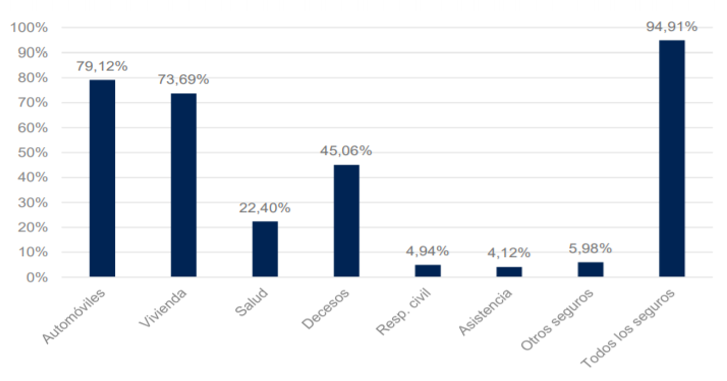 100%
90%
80%
70%
60%
50%
40%
30%
20%
10%
0%
79,12%
73,69%
22,40%
45,06%
4,94%
4,12%
5,98%
94,91%
Automóviles
Vivienda
Salud
Decesos
Resp. civil
Asistencia
Otros seguros
Todos los seguros